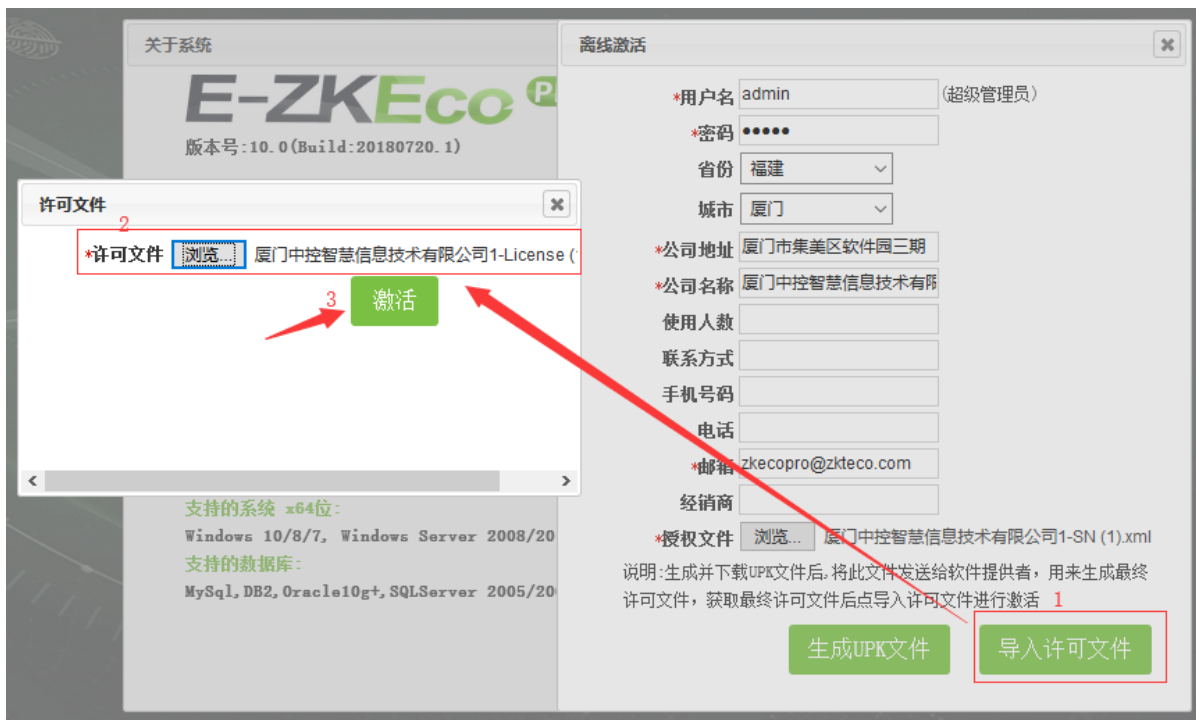 关于系统
E-ZKEco P
版本号:10.0(Build:20180720.1)
许可文件
2
*许可文件 浏览... 厦门中控智慧信息技术有限公司1-License (
3 激活
支持的系统 x64位:
Windows 10/8/7, Windows Server 2008/20
支持的数据库:
MySql,DB2,Oracle10g+,SQLServer 2005/20
离线激活
*用户名 admin (超级管理员)
*密码 •••••
省份 福建
城市 厦门
*公司地址 厦门市集美区软件园三期
*公司名称 厦门中控智慧信息技术有限
使用人数
联系方式
手机号码
电话
*邮箱 zkecopro@zkteco.com
经销商
*授权文件 浏览... 厦门中控智慧信息技术有限公司1-SN (1).xml
说明:生成并下载UPK文件后,将此文件发送给软件提供者，用来生成最终
许可文件，获取最终许可文件后点导入许可文件进行激活 1
生成UPK文件 导入许可文件